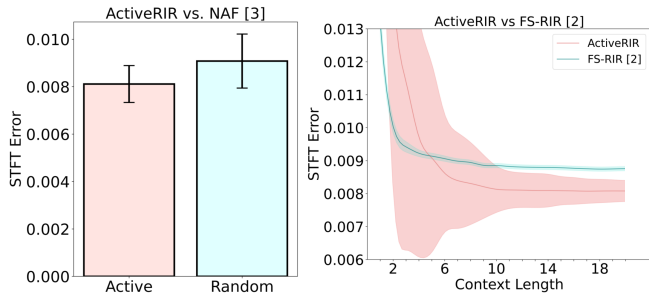 ActiveRIR vs. NAF [3]
STFT Error
0.010
0.008
0.006
0.004
0.002
0.000
Active
Random
ActiveRIR vs FS-RIR [2]
STFT Error
0.013
0.012
0.011
0.010
0.009
0.008
0.007
0.006
ActiveRIR
FS-RIR [2]
2
6
10
14
18
Context Length